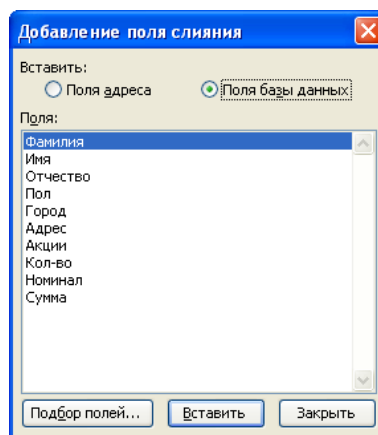 Добавление поля слияния
Вставить:
Поля адреса Поля базы данных
Поля:
Фамилия
Имя
Отчество
Пол
Город
Адрес
Акции
Кол-во
Номинал
Сумма
Подбор полей... Вставить Закрыть